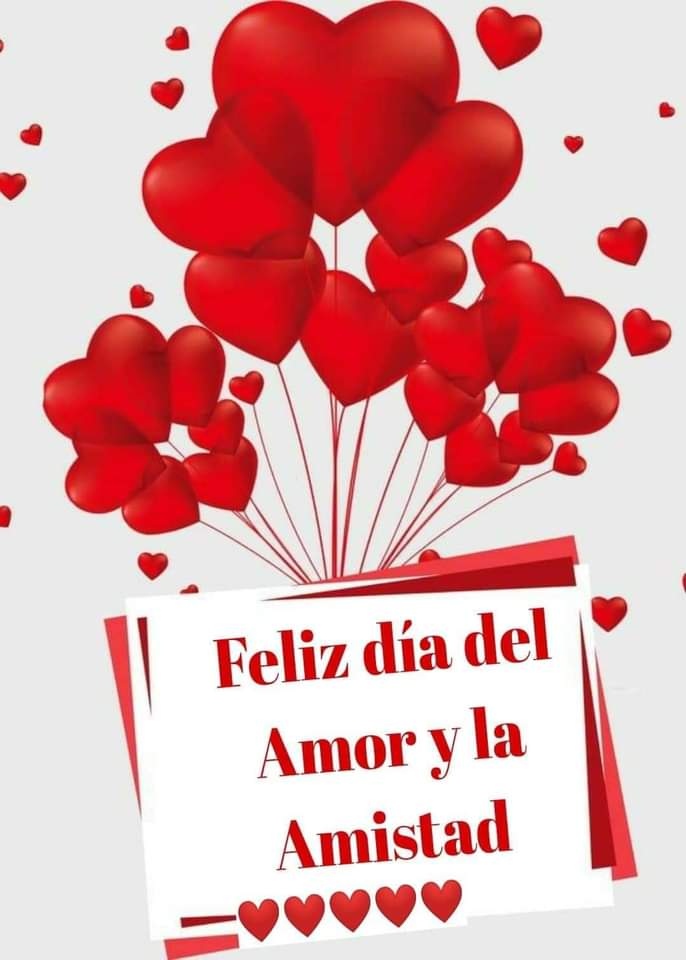 Feliz día del
Amor y la
Amistad
❤️❤️❤️❤️❤️